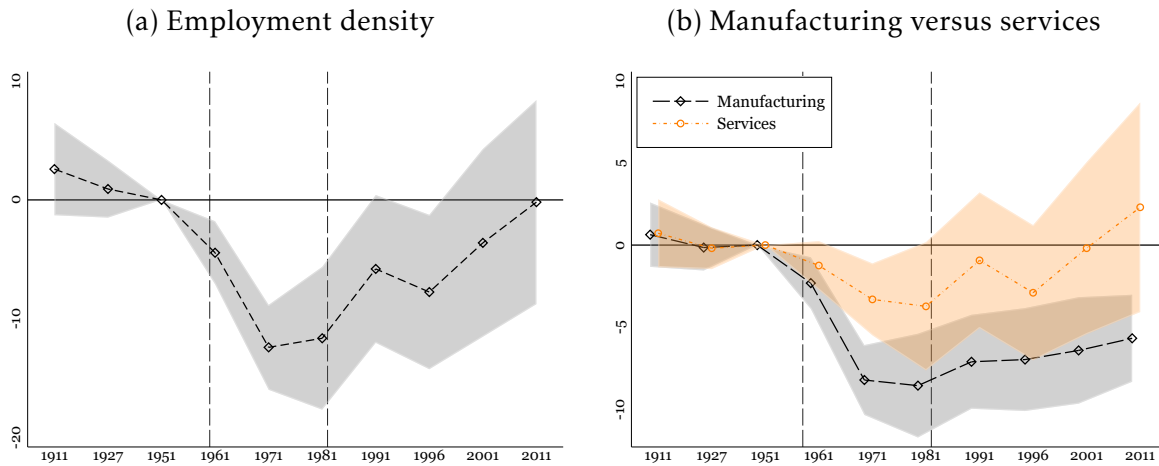 (a) Employment density
10
0
-10
-20
1911 1927 1951 1961 1971 1981 1991 1996 2001 2011
(b) Manufacturing versus services
Manufacturing
Services
10
5
0
-5
-10
1911 1927 1951 1961 1971 1981 1991 1996 2001 2011